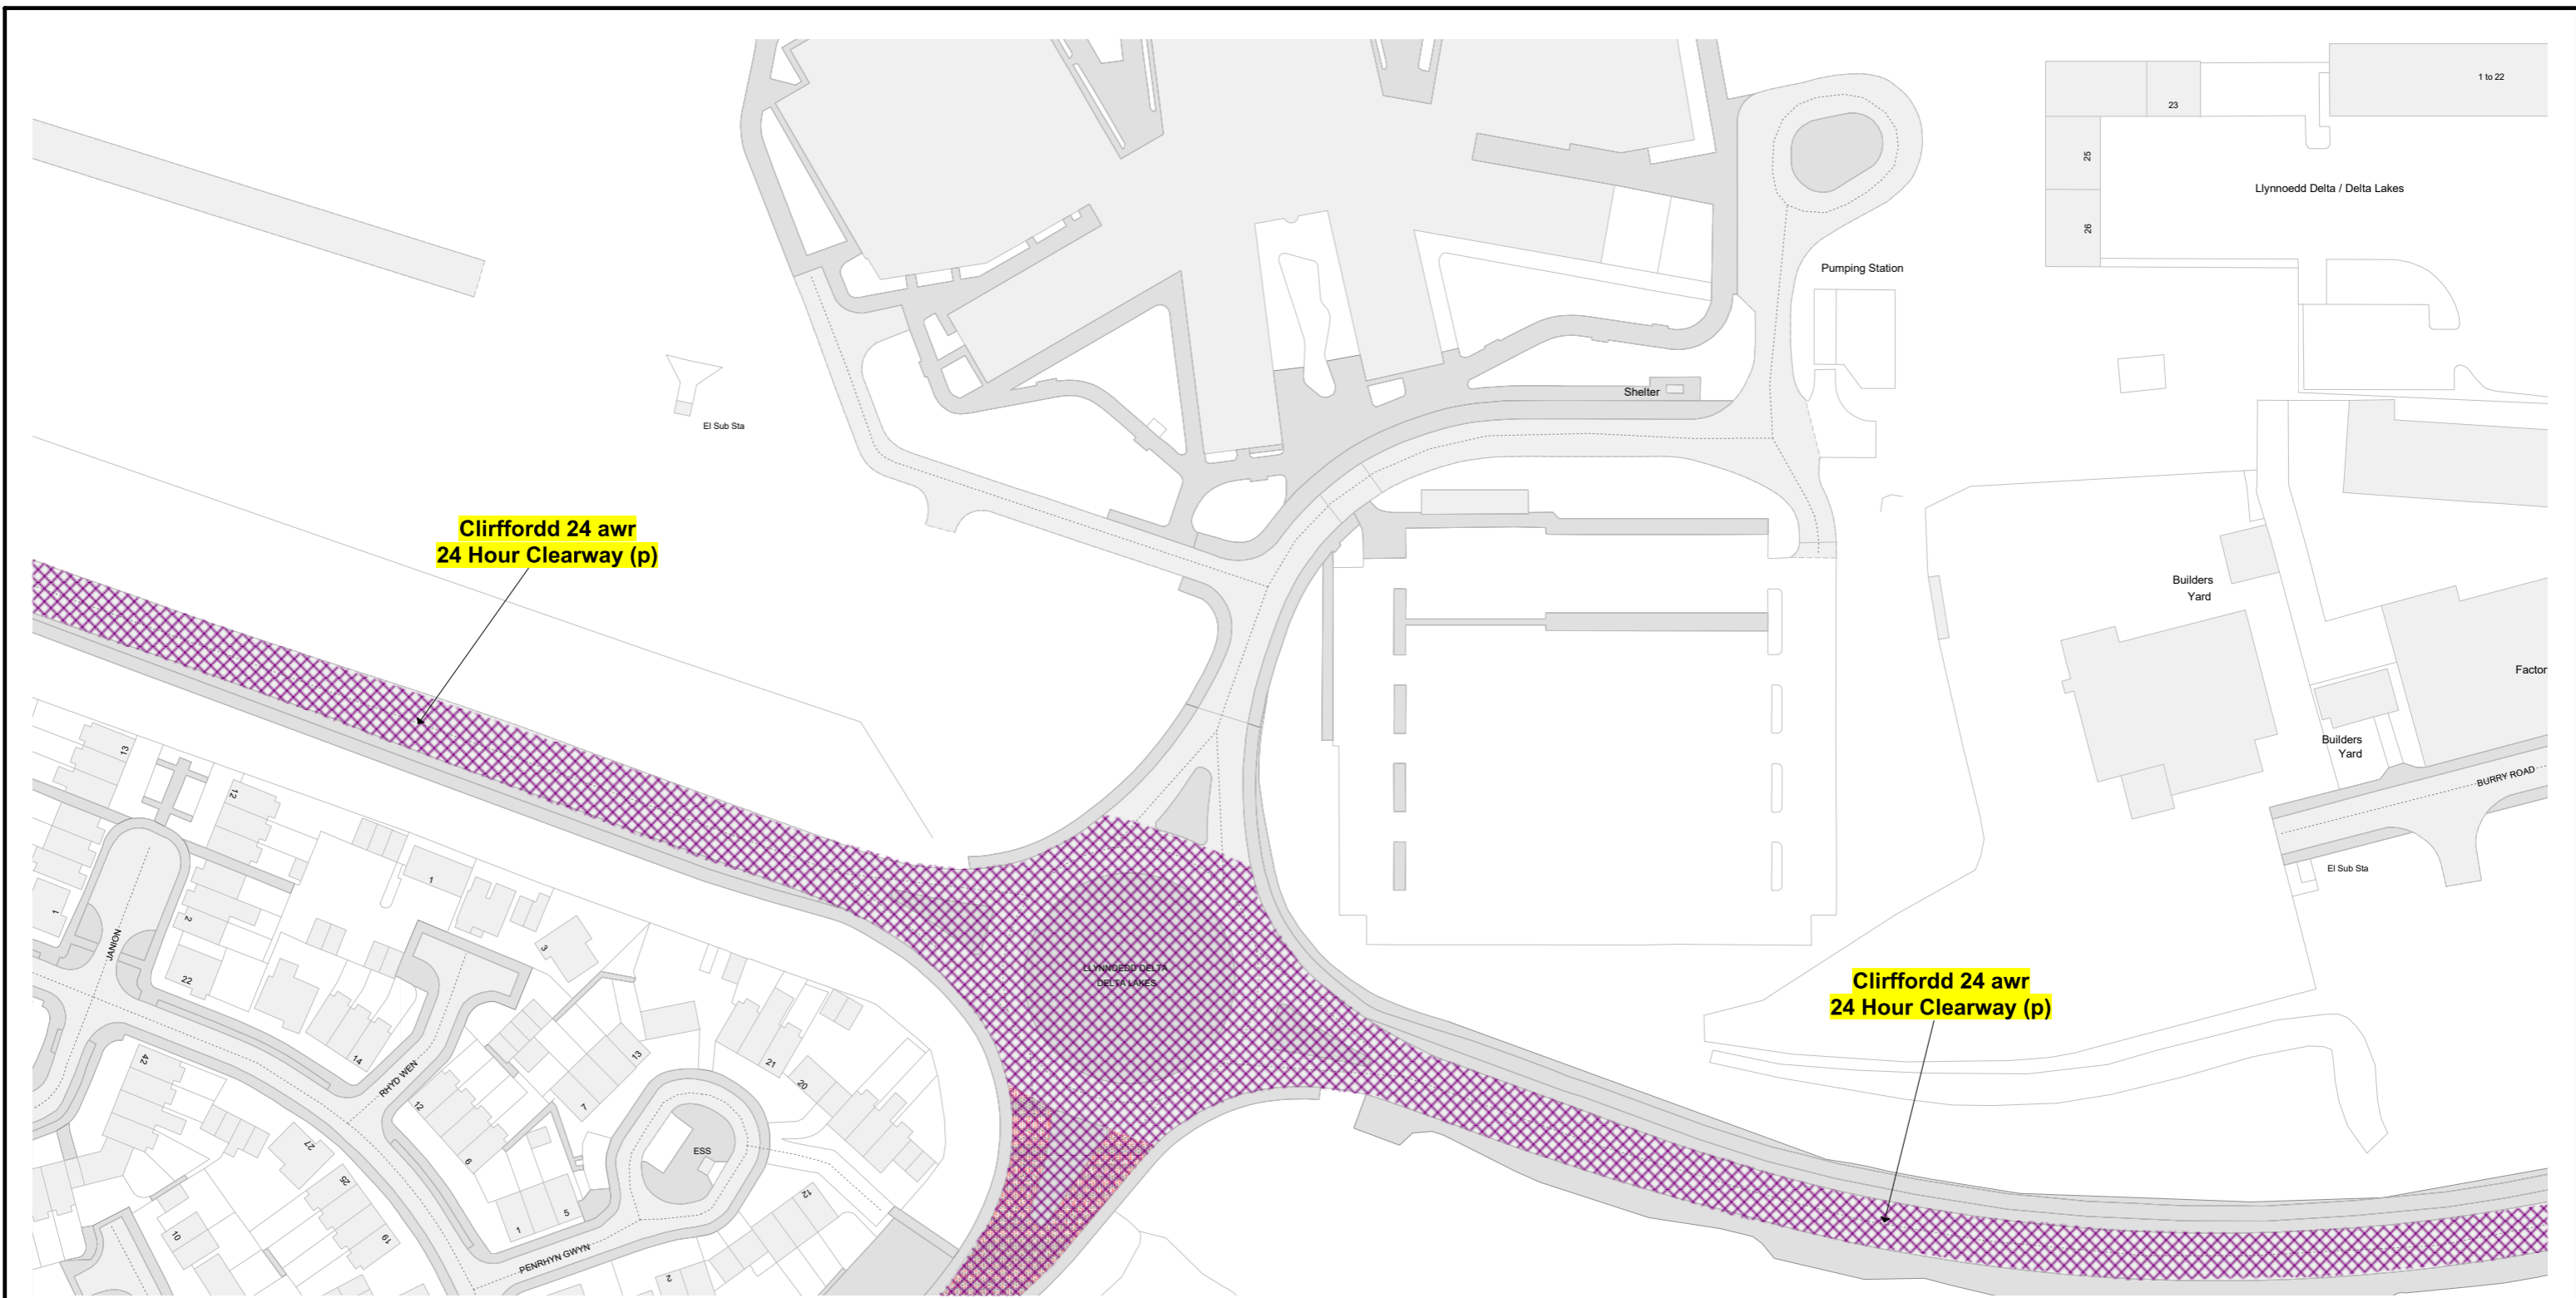 1 to 22
23
25
Llynnoedd Delta / Delta Lakes
26
Pumping Station
Shelter
El Sub Sta
Clirffordd 24 awr
24 Hour Clearway (p)
Builders
Yard
Factor
Builders
Yard
BURRY ROAD
El Sub Sta
13
12
1
1
2
3
JANION
22
LLYNNOEDD DELTA
DELTA LAKES
Clirffordd 24 awr
24 Hour Clearway (p)
14
42
RHYD WEN
13
21
20
12
7
27
6
ESS
25
12
1
5
10
19
PENRHYN GWYN
2